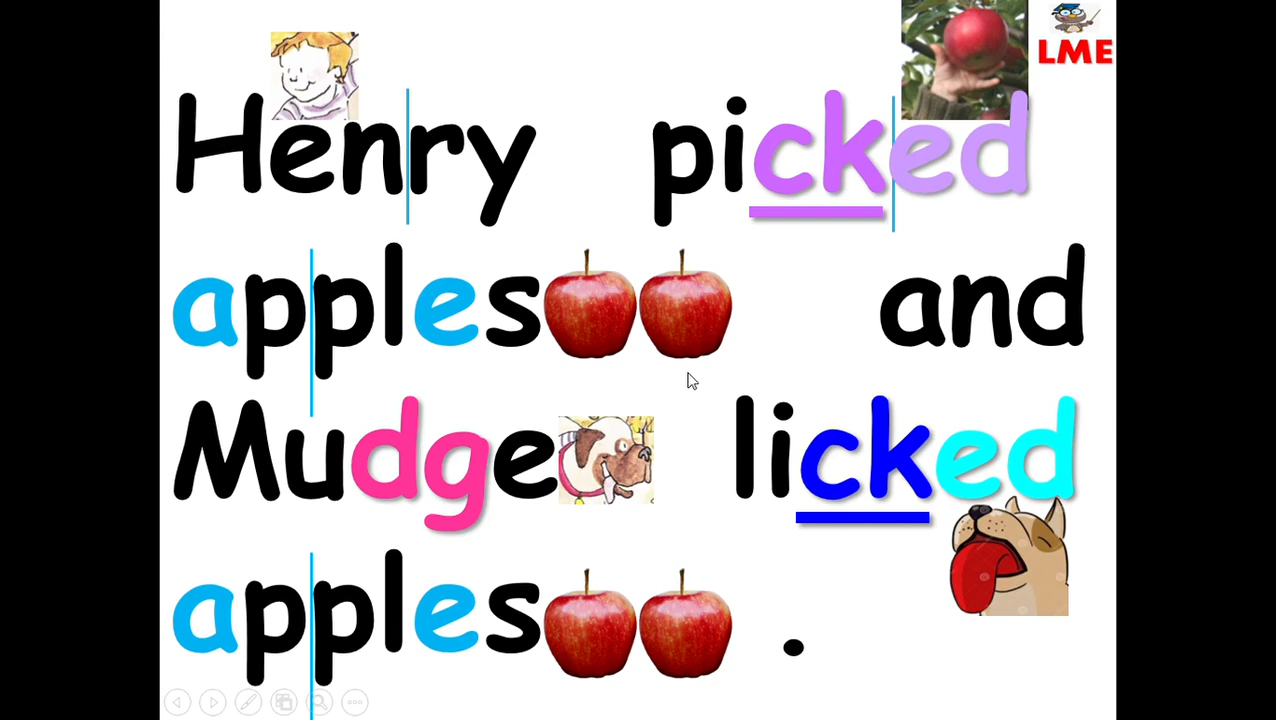 LME
Henry picked
apples and
Mudge licked
apples .